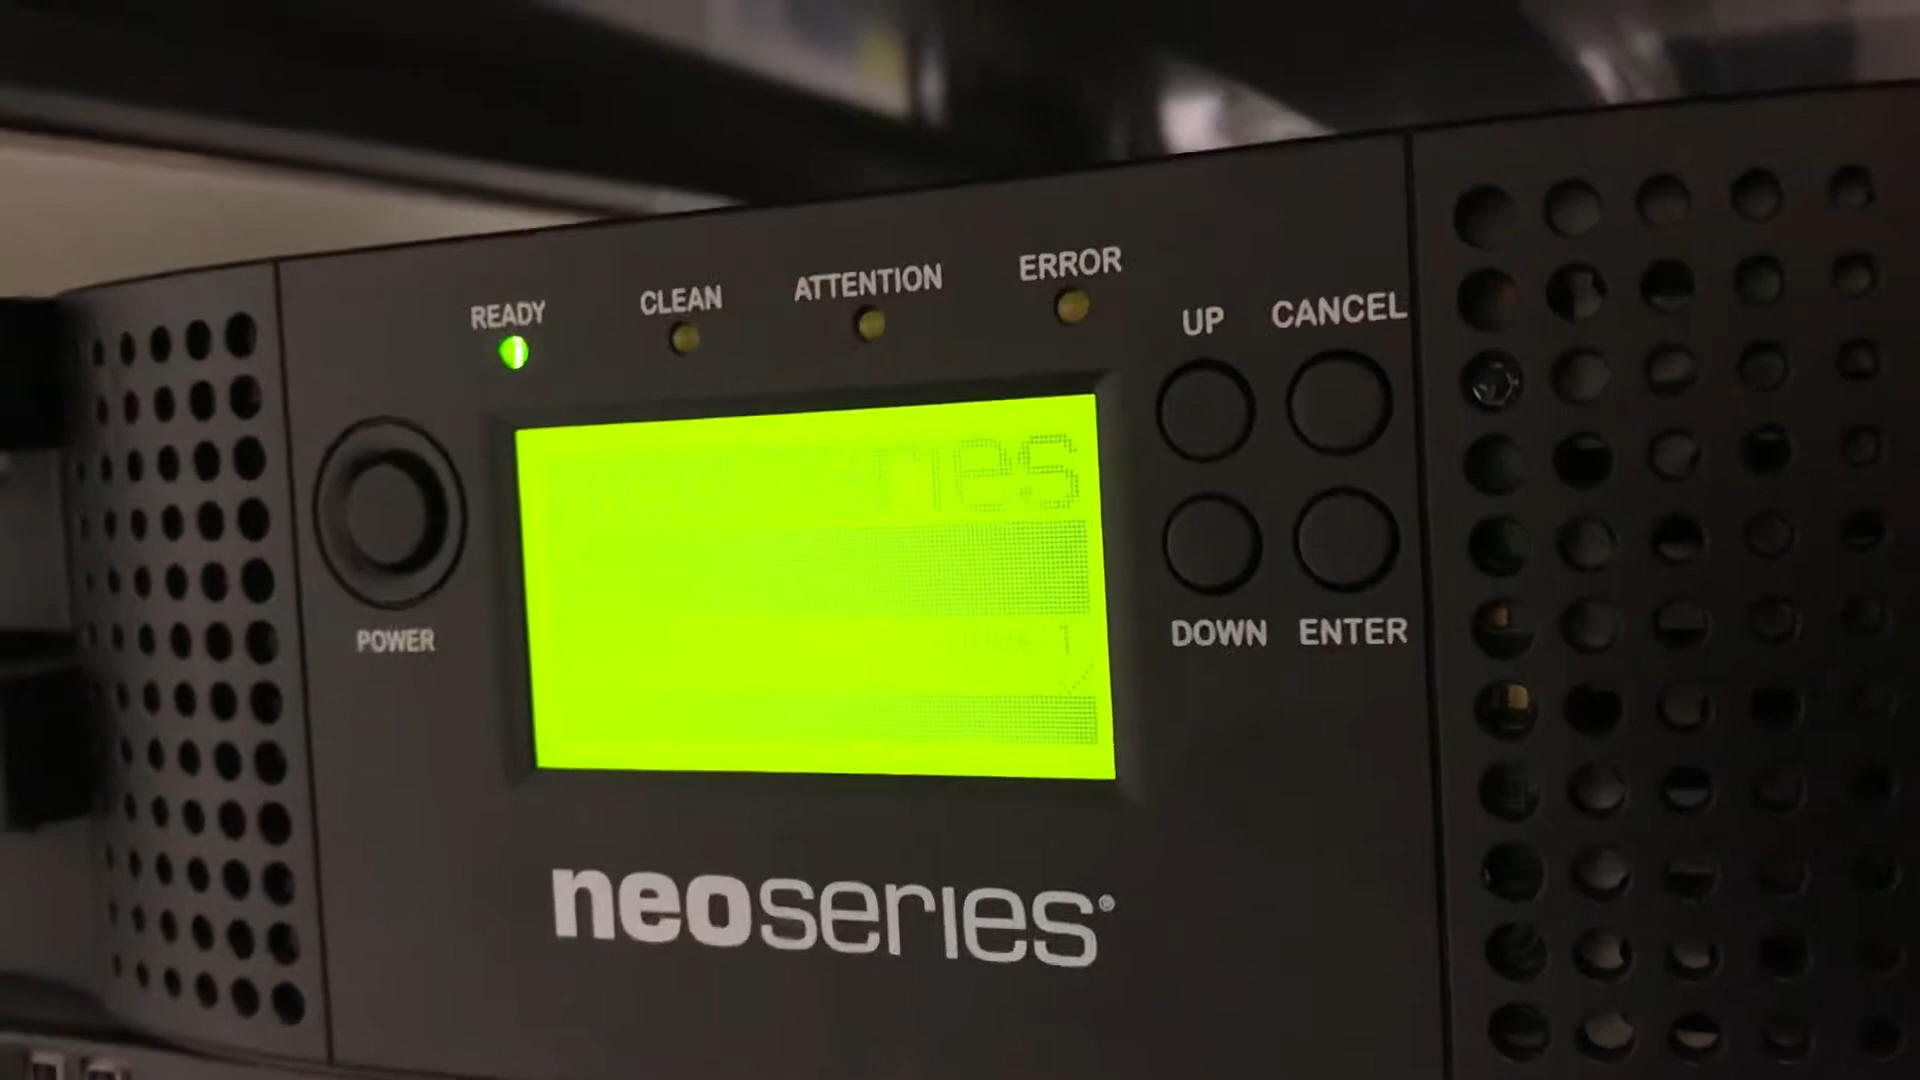 READY
CLEAN
ATTENTION
ERROR
UP
CANCEL
POWER
DOWN
ENTER
neoseries®